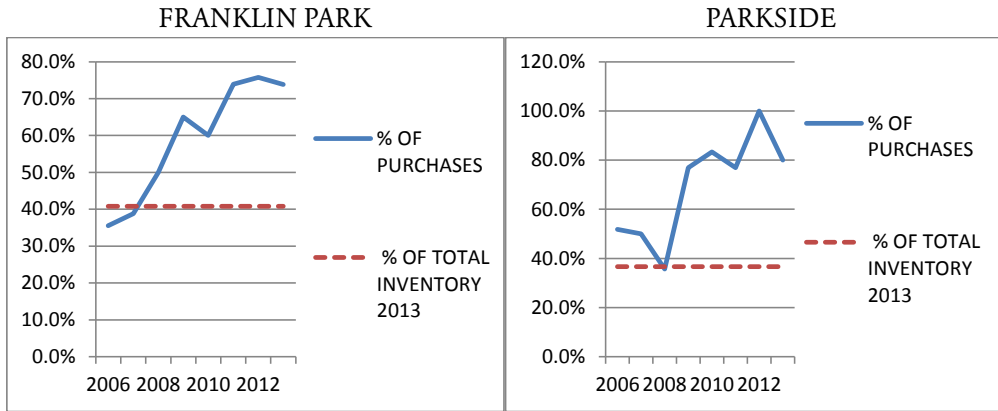 FRANKLIN PARK
80.0%
70.0%
60.0%
50.0%
40.0%
30.0%
20.0%
10.0%
0.0%
2006 2008 2010 2012
% OF
PURCHASES
% OF TOTAL
INVENTORY
2013
PARKSIDE
120.0%
100.0%
80.0%
60.0%
40.0%
20.0%
0.0%
2006 2008 2010 2012
% OF
PURCHASES
% OF TOTAL
INVENTORY
2013